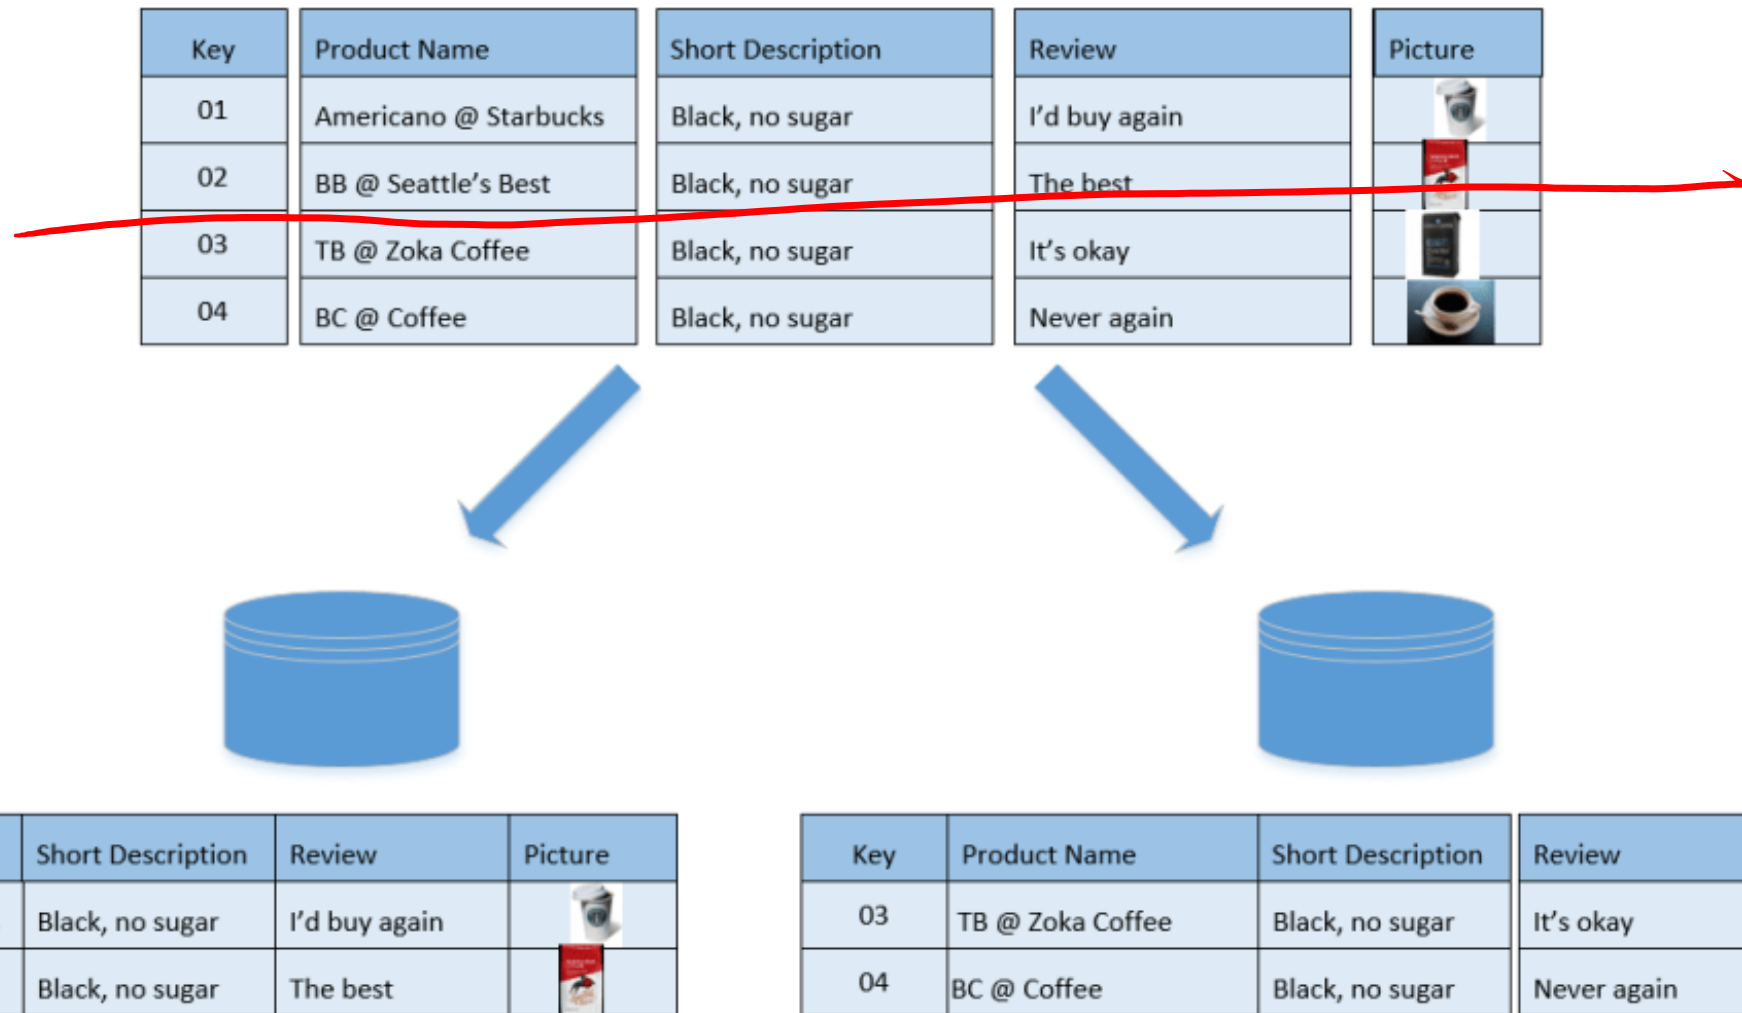 Key Product Name Short Description Review Picture
01 Americano @ Starbucks Black, no sugar I'd buy again
02 BB @ Seattle's Best Black, no sugar The best
03 TB @ Zoka Coffee Black, no sugar It's okay
04 BC @ Coffee Black, no sugar Never again
Short Description Review Picture
Black, no sugar I'd buy again
Black, no sugar The best
Key Product Name Short Description Review
03 TB @ Zoka Coffee Black, no sugar It's okay
04 BC @ Coffee Black, no sugar Never again